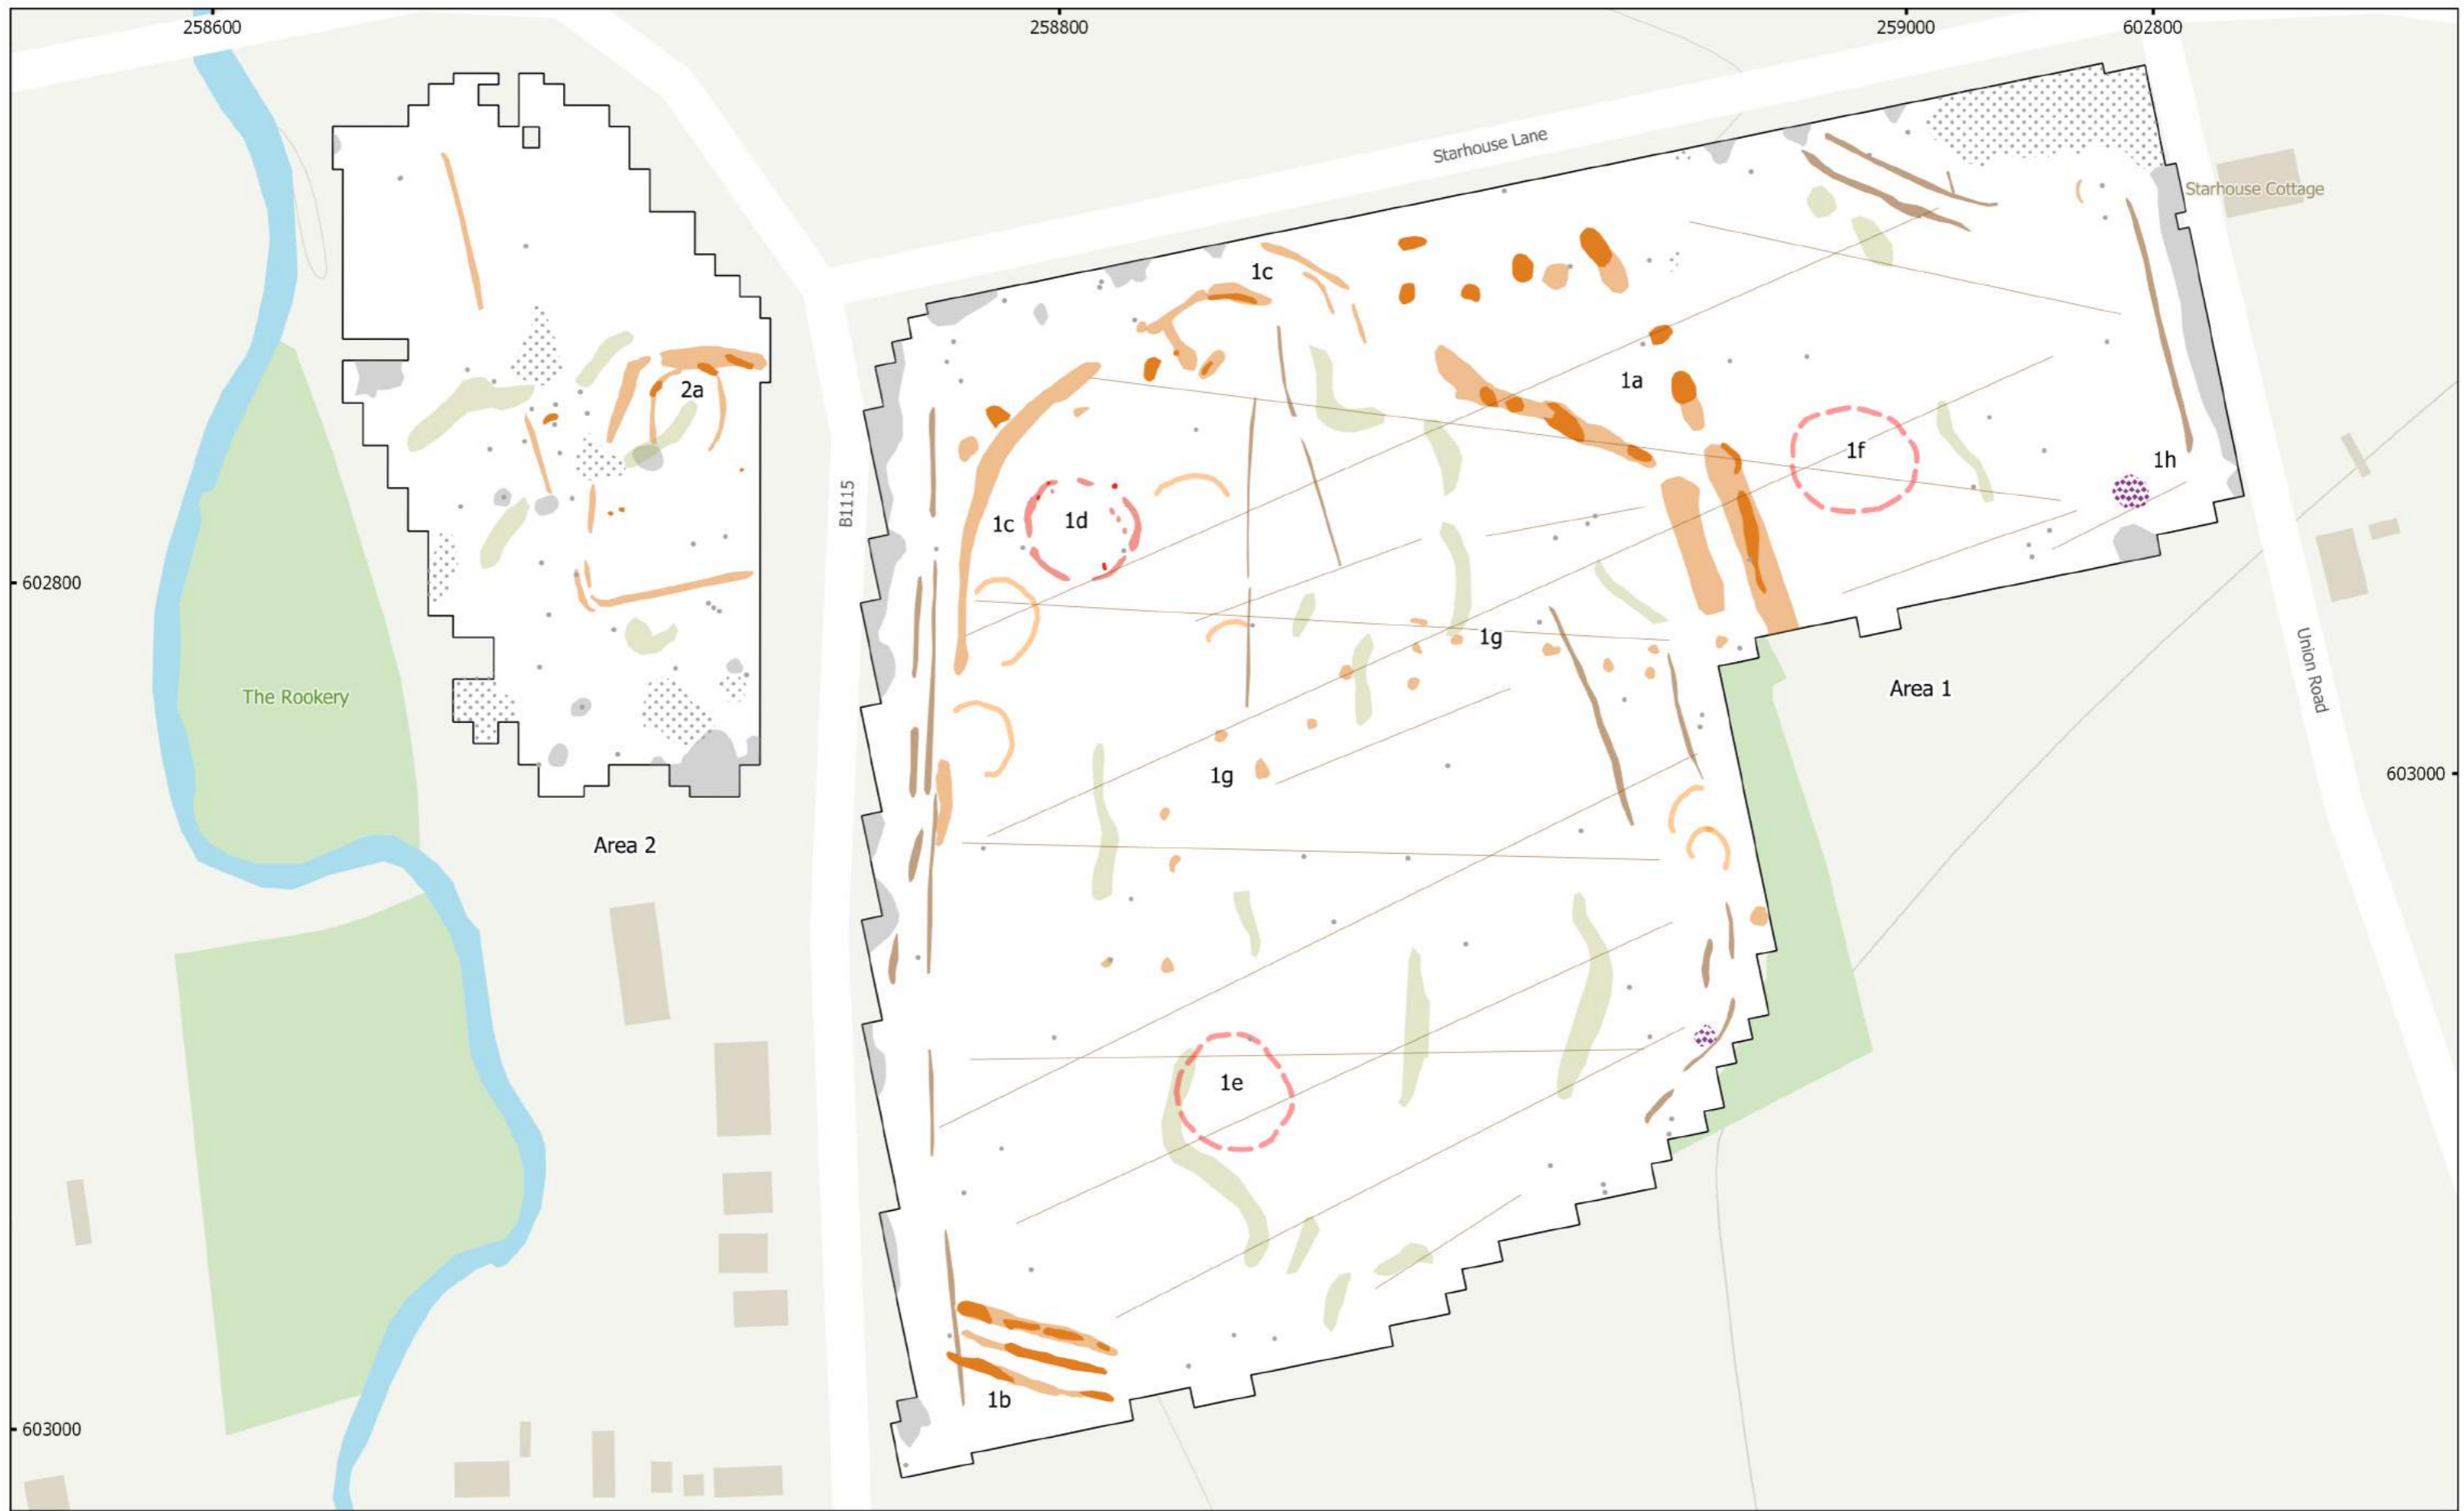 258600
258800
259000
602800
Starhouse Lane
Starhouse Cottage
1c
2a
1a
1f
1h
B1115
1c
1d
602800
1g
Union Road
The Rookery
Area 1
1g
603000
Area 2
1e
1b
603000